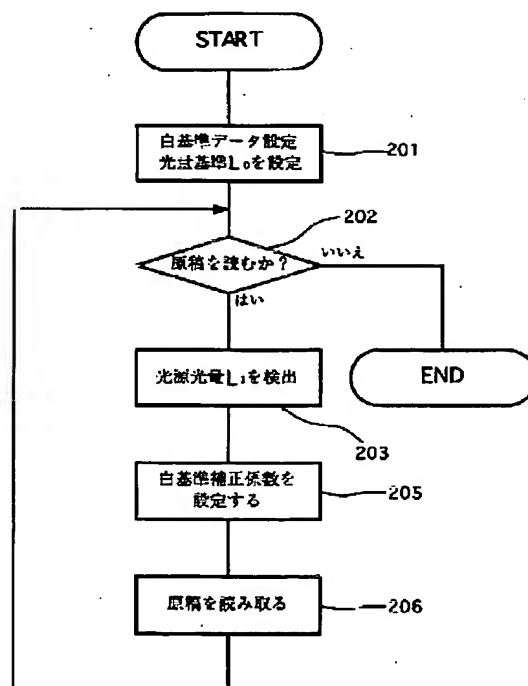 START
白基準データ設定
光量基準L₀を設定
201
202
原稿を読むか？
いいえ
はい
光源光量L₁を検出
END
203
白基準補正係数を
設定する
205
原稿を読み取る
206